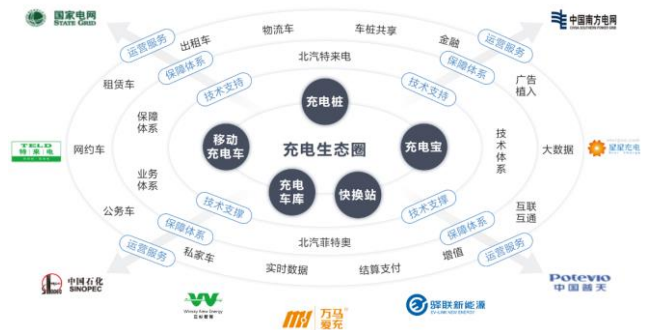 国家电网
STATE GRID
中国南方电网
CHINA SOUTHERN POWER GRID
物流车
车桩共享
运营服务
出租车
金融
运营服务
保障体系
北汽特来电
保障体系
租赁车
技术支持
技术支持
广告
植入
充电桩
保障
体系
移动
充电车
充电生态圈
充电宝
技术
体系
TELD
特来电
网约车
大数据
星星充电
业务
体系
充电
车库
快换站
公务车
技术支撑
技术支撑
互联
互通
保障体系
北汽菲特奥
保障体系
运营服务
私家车
增值
运营服务
实时数据
结算支付
中国石化
SINOPEC
POTEVIO
中国普天
万马
爱充
驿联新能源